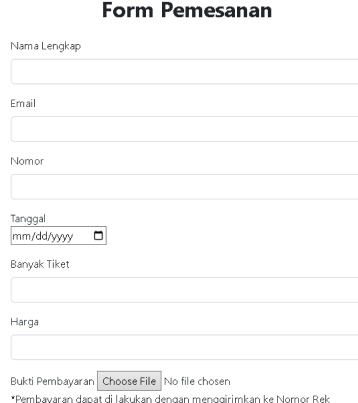 Form Pemesanan
Nama Lengkap
Email
Nomor
Tanggal
mm/dd/yyyy
Banyak Tiket
Harga
Bukti Pembayaran Choose File No file chosen
*Pembayaran dapat di lakukan dengan menggirimkan ke Nomor Rek